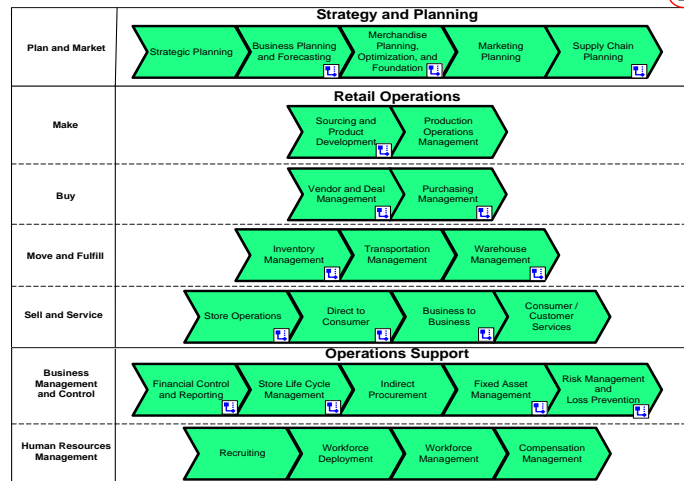 Strategy and Planning
Plan and Market
Strategic Planning
Business Planning
and Forecasting
Merchandise
Planning,
Optimization, and
Foundation
Marketing
Planning
Supply Chain
Planning
Retail Operations
Make
Sourcing and
Product
Development
Production
Operations
Management
Buy
Vendor and Deal
Management
Purchasing
Management
Move and Fulfill
Inventory
Management
Transportation
Management
Warehouse
Management
Sell and Service
Store Operations
Direct to
Consumer
Business to
Business
Consumer /
Customer
Services
Operations Support
Business
Management
and Control
Financial Control
and Reporting
Store Life Cycle
Management
Indirect
Procurement
Fixed Asset
Management
Risk Management
and
Loss Prevention
Human Resources
Management
Recruiting
Workforce
Deployment
Workforce
Management
Compensation
Management